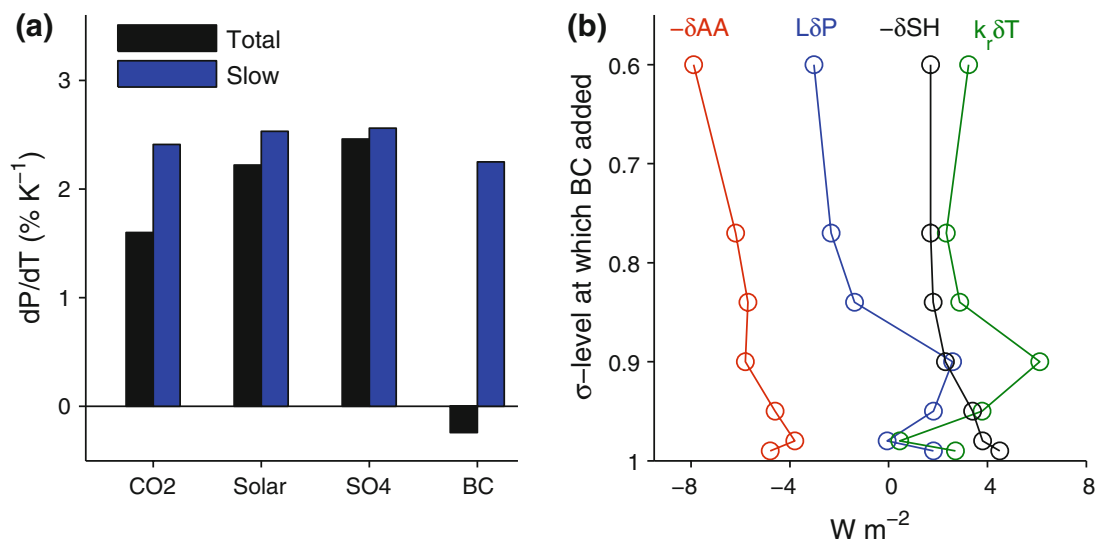 (a)
Total
Slow
3
2
1
0
dP/dT (% K⁻¹)
CO2 Solar SO4 BC
(b)
−δAA LδP −δSH kᵣδT
0.6
0.7
0.8
0.9
1
σ−level at which BC added
−8 −4 0 4 8
W m⁻²